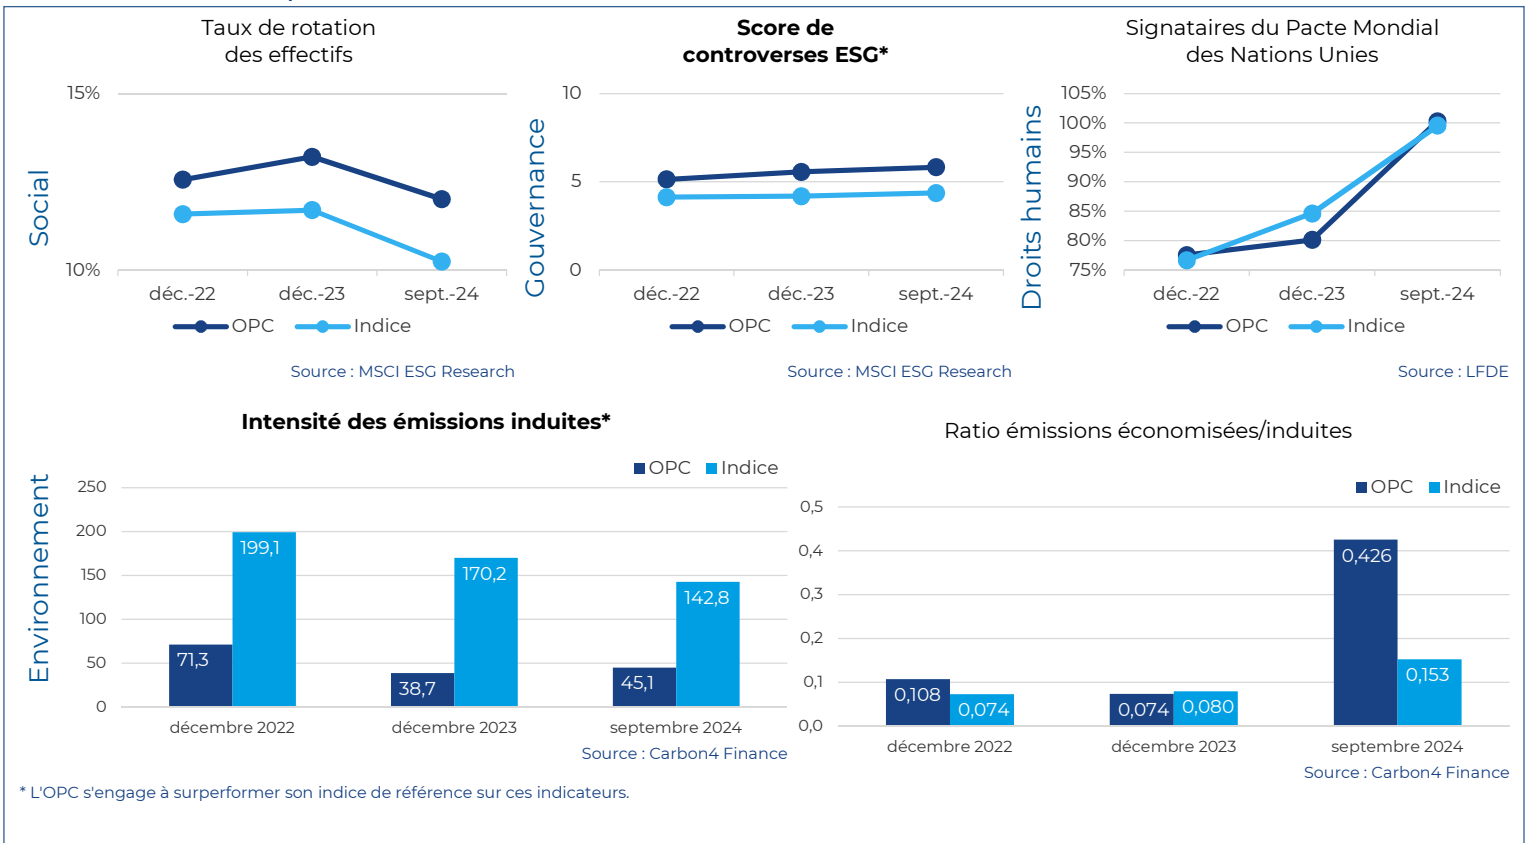 Taux de rotation
des effectifs
15%
10%
Social
déc.-22
déc.-23
sept.-24
OPC
Indice
Source : MSCI ESG Research
Score de
controverses ESG*
10
5
0
Gouvernance
déc.-22
déc.-23
sept.-24
OPC
Indice
Source : MSCI ESG Research
Signataires du Pacte Mondial
des Nations Unies
105%
100%
95%
90%
85%
80%
75%
Droits humains
déc.-22
déc.-23
sept.-24
OPC
Indice
Source : LFDE
Intensité des émissions induites*
OPC
Indice
Environnement
250
200
150
100
50
0
71,3
199,1
38,7
170,2
45,1
142,8
décembre 2022
décembre 2023
septembre 2024
Source : Carbon4 Finance
Ratio émissions économisées/induites
OPC
Indice
0,5
0,4
0,3
0,2
0,1
0,0
0,108
0,074
0,074
0,080
0,426
0,153
décembre 2022
décembre 2023
septembre 2024
Source : Carbon4 Finance
* L'OPC s'engage à surperformer son indice de référence sur ces indicateurs.